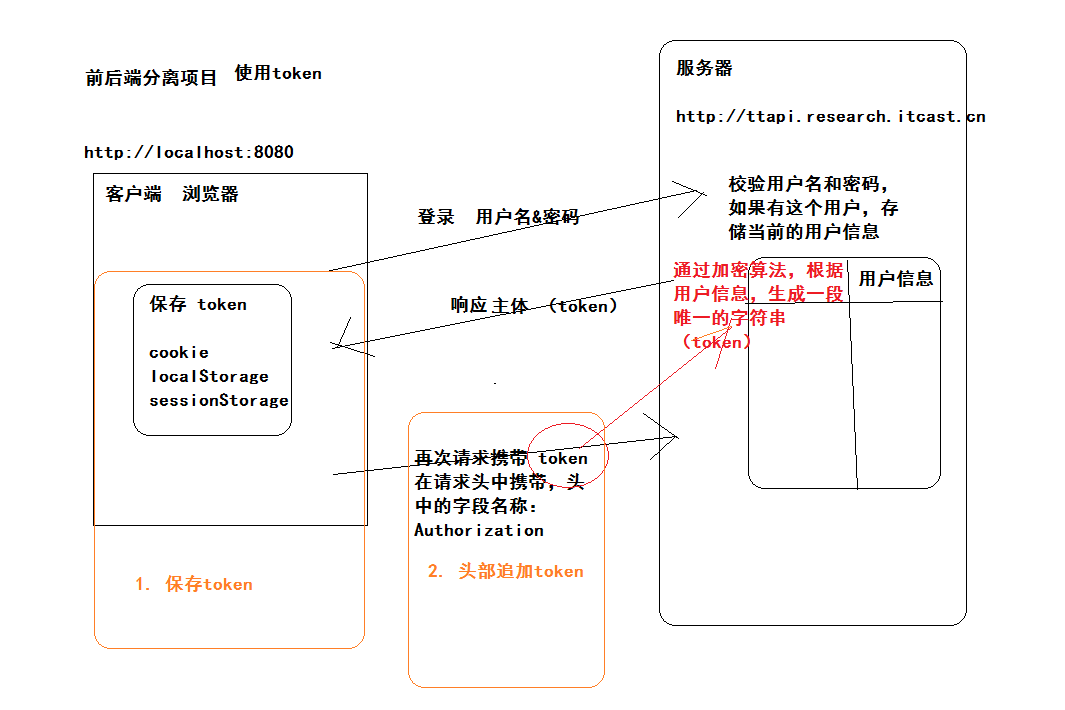 前后端分离项目 使用token
http://localhost:8080
客户端 浏览器
保存 token
cookie
localStorage
sessionStorage
1. 保存token
登录 用户名&密码
响应主体 （token）
再次请求携带 token
在请求头中携带，头
中的字段名称：
Authorization
2. 头部追加token
服务器
http://ttapi.research.itcast.cn
校验用户名和密码，
如果有这个用户，存
储当前的用户信息
通过加密算法，根据
用户信息，生成一段
唯一的字符串
（token）
用户信息